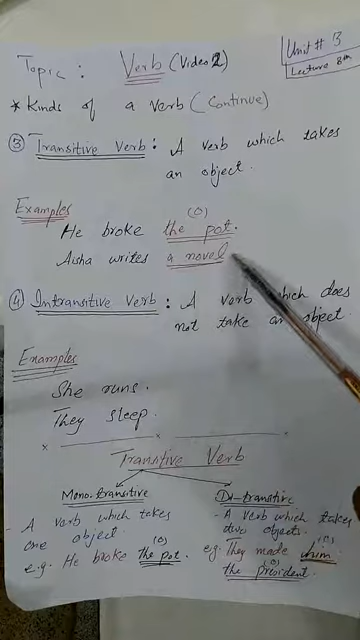 Unit # 3
Lecture 8th
Topic : Verb (Video 2)
* Kinds of a verb (Continue)
③ Transitive Verb : A verb which takes
an object.
Examples
(O)
He broke the pot.
Aisha writes a novel
④ Intransitive Verb : A verb which does
not take an object.
Examples
She runs.
They sleep.
x x x
Transitive Verb
Mono-transitive
- A verb which takes
one object.
(O)
e.g. He broke the pot.
Di-transitive
- A verb which takes
two objects.
(O)
e.g. They made him
(O)
the president.